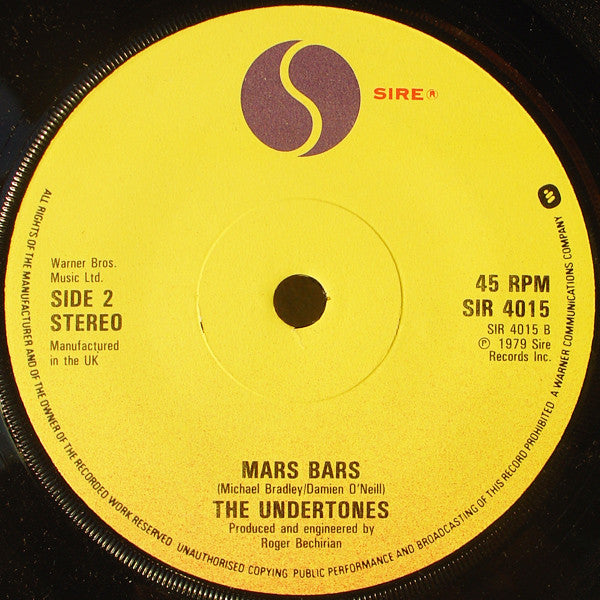 SIRE®
Warner Bros.
Music Ltd.
SIDE 2
STEREO
Manufactured
in the UK
45 RPM
SIR 4015
SIR 4015 B
℗ 1979 Sire
Records Inc.
MARS BARS
(Michael Bradley/Damien O'Neill)
THE UNDERTONES
Produced and engineered by
Roger Bechirian
ALL RIGHTS OF THE MANUFACTURER AND OF THE OWNER OF THE RECORDED WORK RESERVED UNAUTHORISED COPYING PUBLIC PERFORMANCE AND BROADCASTING OF THIS RECORD PROHIBITED A WARNER COMMUNICATIONS COMPANY